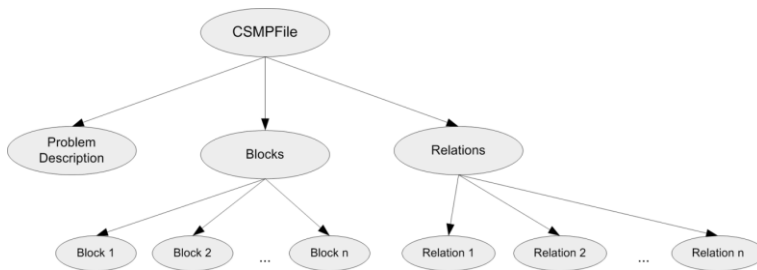 CSMPFile
Problem
Description
Blocks
Relations
Block 1
Block 2
...
Block n
Relation 1
Relation 2
...
Relation n